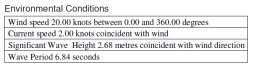 Environmental Conditions
Wind speed 20.00 knots between 0.00 and 360.00 degrees
Current speed 2.00 knots coincident with wind
Significant Wave Height 2.68 metres coincident with wind direction
Wave Period 6.84 seconds